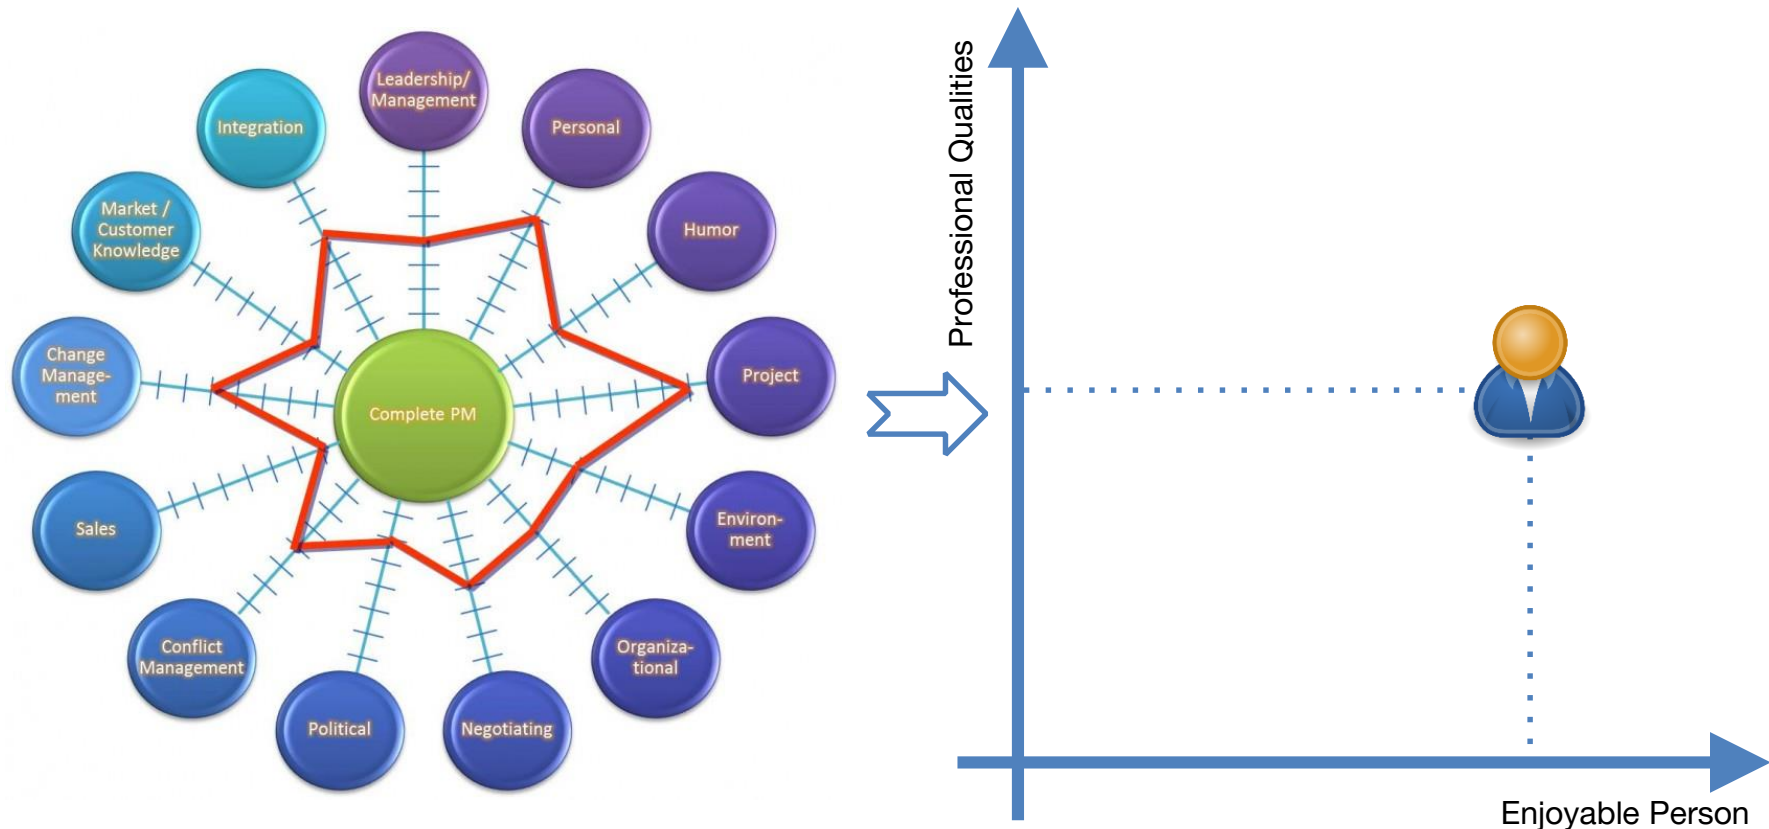 Leadership/
Management
Personal
Humor
Project
Environ-
ment
Organiza-
tional
Negotiating
Political
Conflict
Management
Sales
Change
Manage-
ment
Market /
Customer
Knowledge
Integration
Complete PM
Professional Qualities
Enjoyable Person